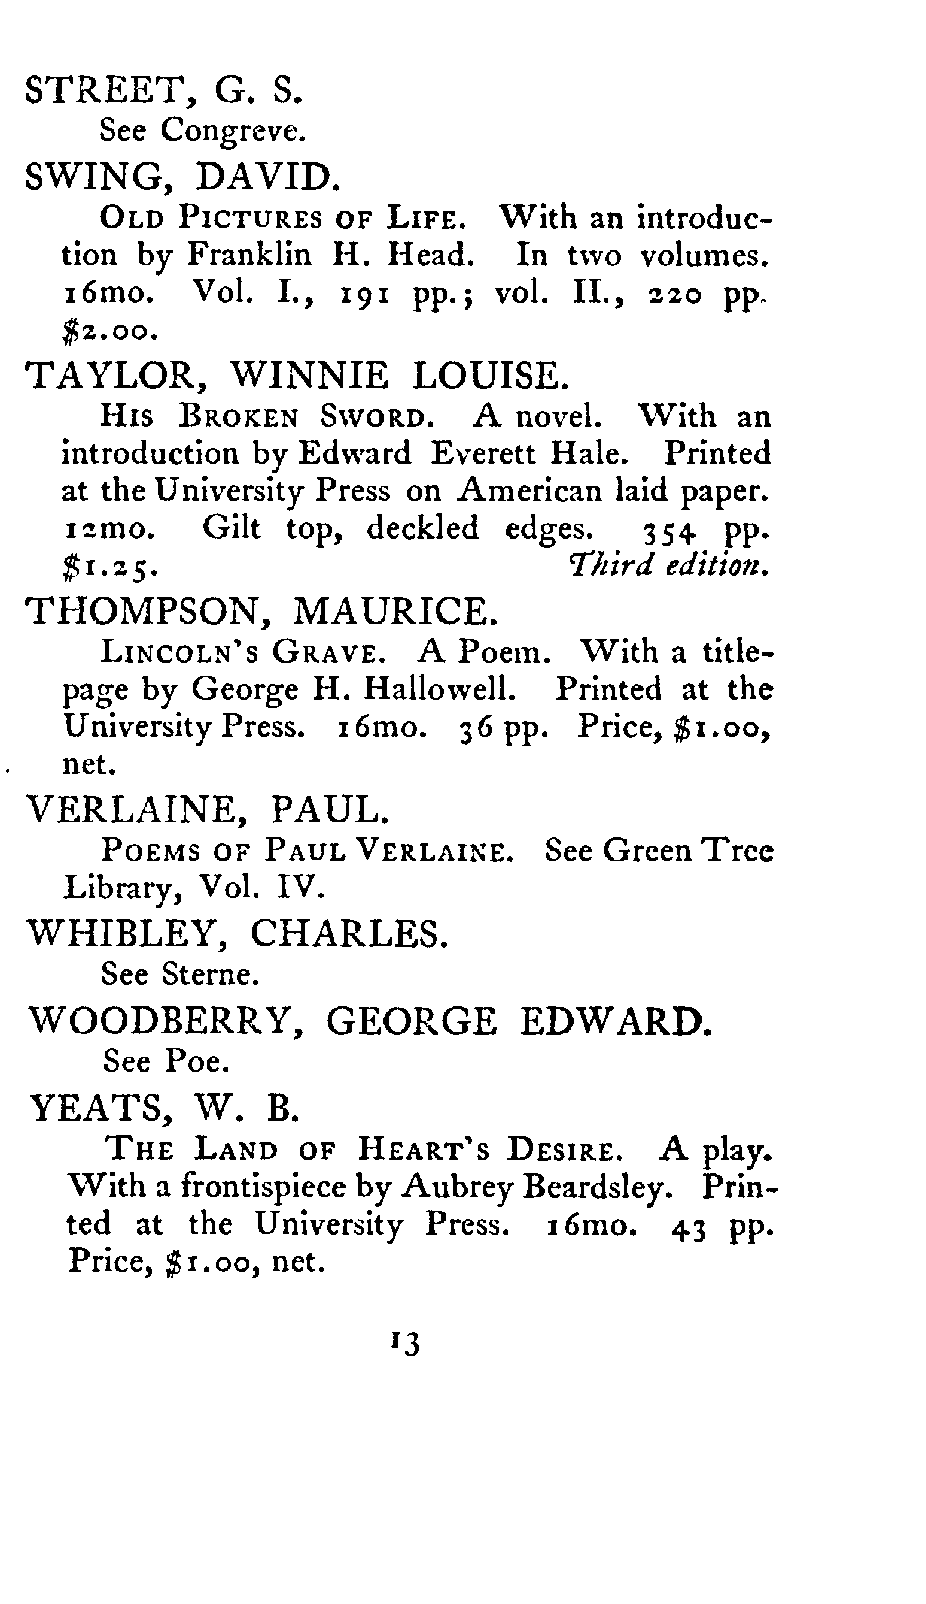 STREET, G. S.
See Congreve.
SWING, DAVID.
OLD PICTURES OF LIFE. With an introduc-
tion by Franklin H. Head. In two volumes.
16mo. Vol. I., 191 pp.; vol. II., 220 pp.
$2.00.
TAYLOR, WINNIE LOUISE.
HIS BROKEN SWORD. A novel. With an
introduction by Edward Everett Hale. Printed
at the University Press on American laid paper.
12mo. Gilt top, deckled edges. 354 pp.
$1.25. Third edition.
THOMPSON, MAURICE.
LINCOLN'S GRAVE. A Poem. With a title-
page by George H. Hallowell. Printed at the
University Press. 16mo. 36 pp. Price, $1.00,
net.
VERLAINE, PAUL.
POEMS OF PAUL VERLAINE. See Green Tree
Library, Vol. IV.
WHIBLEY, CHARLES.
See Sterne.
WOODBERRY, GEORGE EDWARD.
See Poe.
YEATS, W. B.
THE LAND OF HEART'S DESIRE. A play.
With a frontispiece by Aubrey Beardsley. Prin-
ted at the University Press. 16mo. 43 pp.
Price, $1.00, net.
13